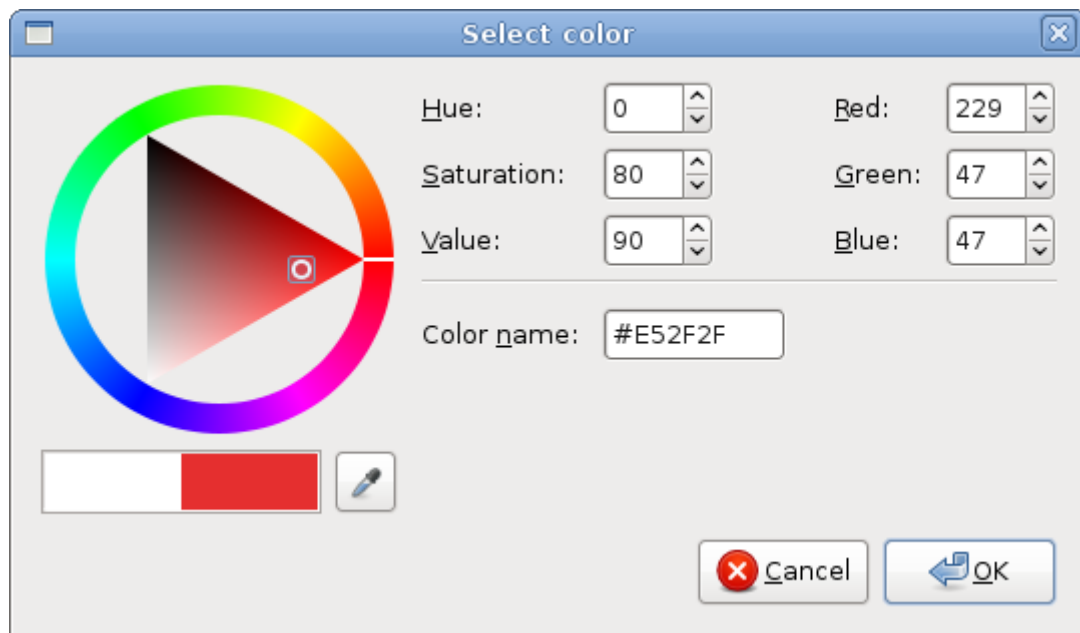 Select color
Hue: 0 Red: 229
Saturation: 80 Green: 47
Value: 90 Blue: 47
Color name: #E52F2F
Cancel OK